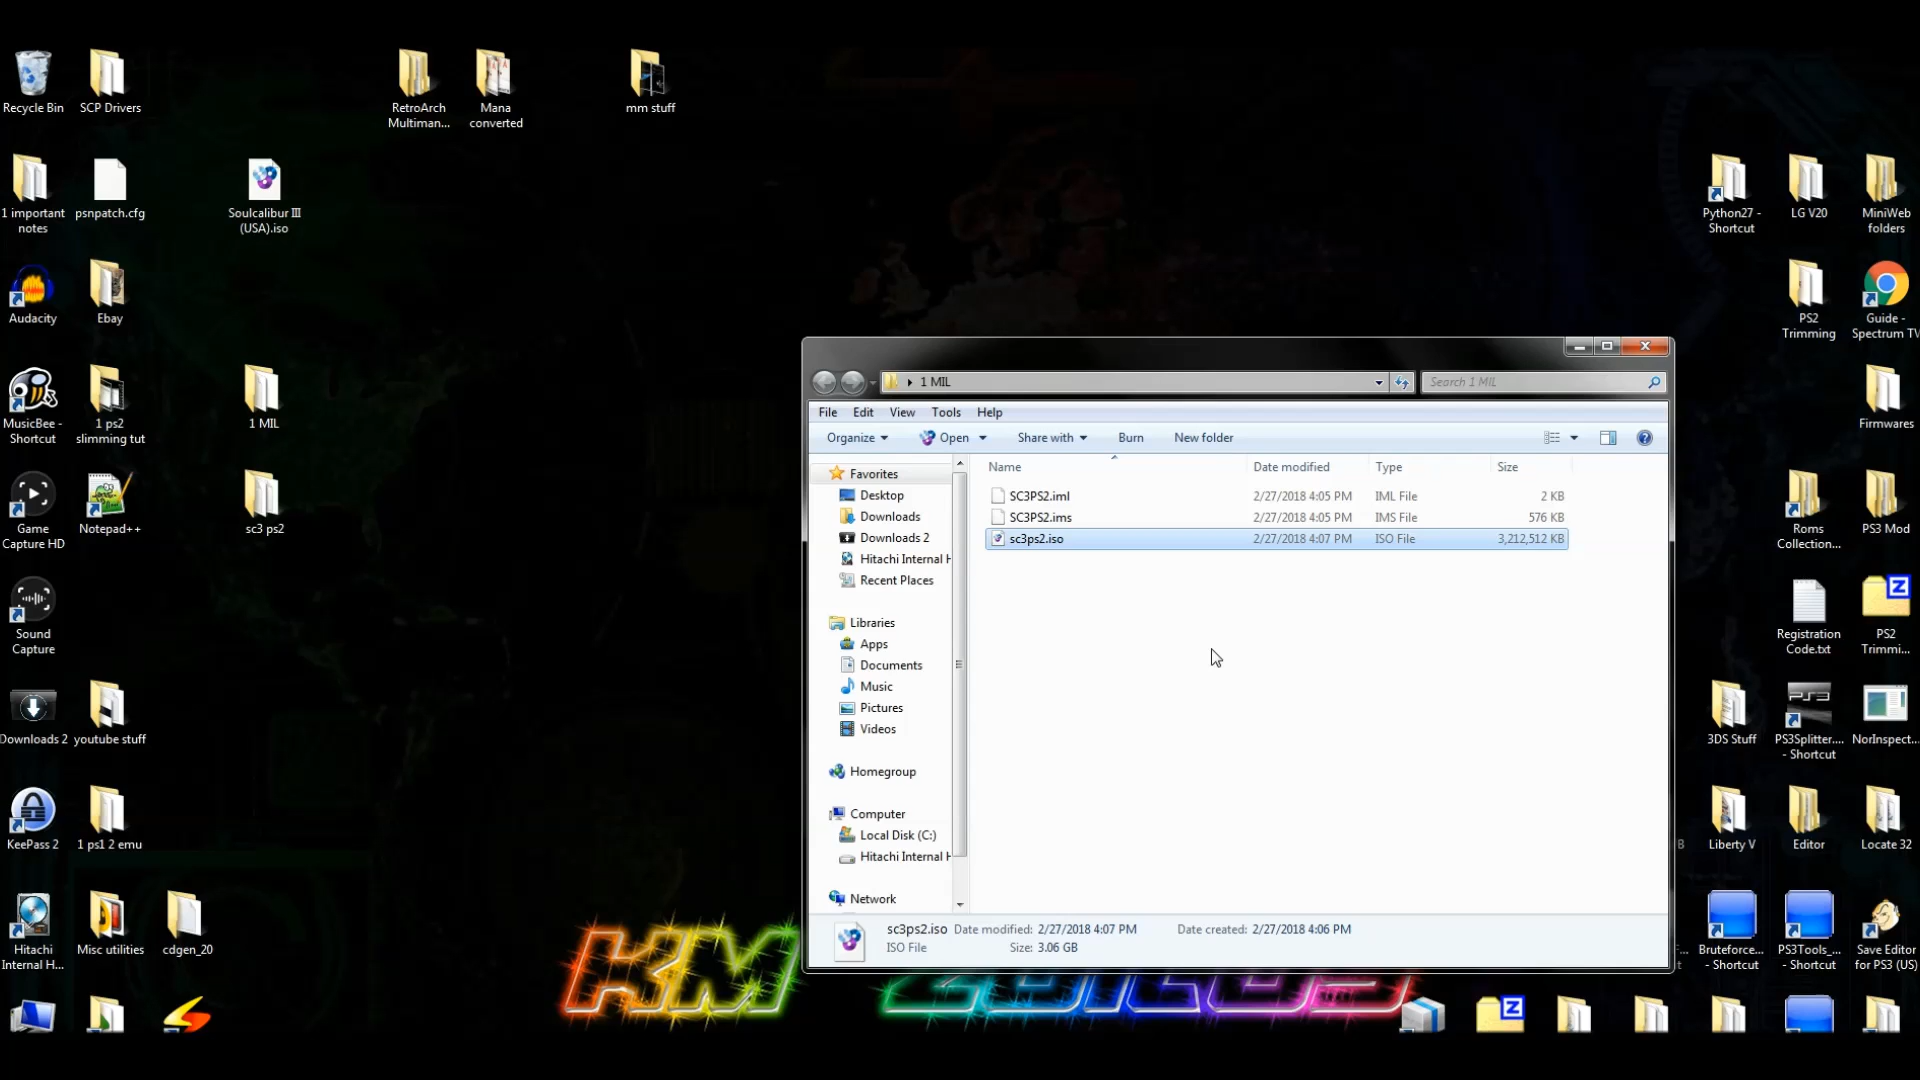 Recycle Bin
SCP Drivers
RetroArch
Multiman...
Mana
converted
mm stuff
1 important
notes
psnpatch.cfg
Soulcalibur III
(USA).iso
Python27 -
Shortcut
LG V20
MiniWeb
folders
Audacity
Ebay
PS2
Trimming
Guide -
Spectrum TV
MusicBee -
Shortcut
1 ps2
slimming tut
1 MIL
Firmwares
Game
Capture HD
Notepad++
sc3 ps2
Roms
Collection...
PS3 Mod
Sound
Capture
Registration
Code.txt
PS2
Trimmi...
Downloads 2
youtube stuff
3DS Stuff
PS3Splitter....
- Shortcut
NorInspect...
KeePass 2
1 ps1 2 emu
Liberty V
Editor
Locate 32
Hitachi
Internal H...
Misc utilities
cdgen_20
Bruteforce...
- Shortcut
PS3Tools_...
- Shortcut
Save Editor
for PS3 (US)
1 MIL
Search 1 MIL
File Edit View Tools Help
Organize Open Share with Burn New folder
Favorites
Desktop
Downloads
Downloads 2
Hitachi Internal H
Recent Places
Libraries
Apps
Documents
Music
Pictures
Videos
Homegroup
Computer
Local Disk (C:)
Hitachi Internal H
Network
Name Date modified Type Size
SC3PS2.iml 2/27/2018 4:05 PM IML File 2 KB
SC3PS2.ims 2/27/2018 4:05 PM IMS File 576 KB
sc3ps2.iso 2/27/2018 4:07 PM ISO File 3,212,512 KB
sc3ps2.iso Date modified: 2/27/2018 4:07 PM Date created: 2/27/2018 4:06 PM
ISO File Size: 3.06 GB
KM